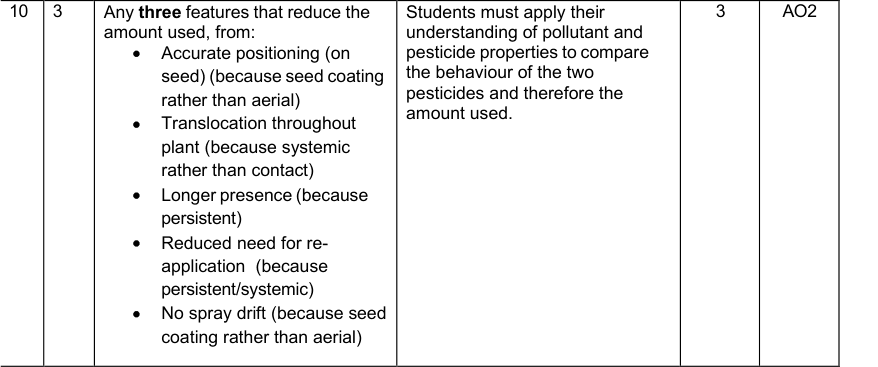 10 3 Any three features that reduce the Students must apply their 3 AO2
amount used, from: understanding of pollutant and
• Accurate positioning (on pesticide properties to compare
seed) (because seed coating the behaviour of the two
rather than aerial) pesticides and therefore the
• Translocation throughout amount used.
plant (because systemic
rather than contact)
• Longer presence (because
persistent)
• Reduced need for re-
application (because
persistent/systemic)
• No spray drift (because seed
coating rather than aerial)